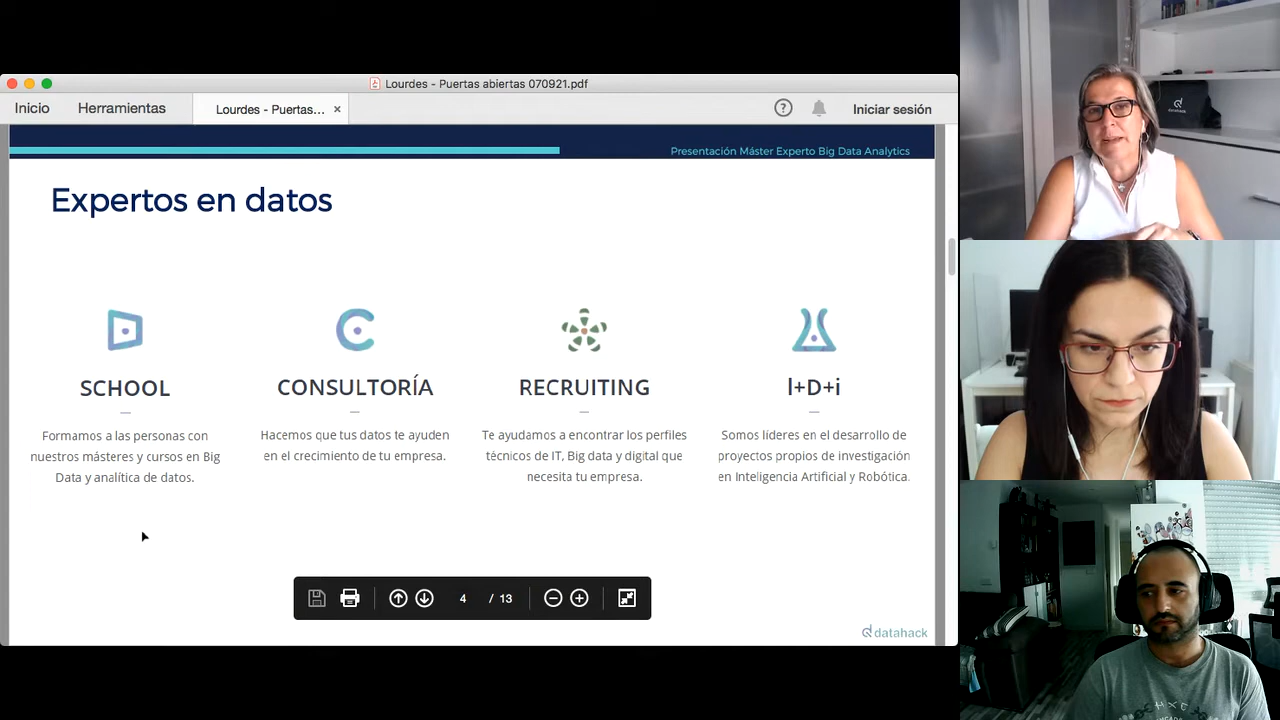 Lourdes - Puertas abiertas 070921.pdf
Inicio
Herramientas
Lourdes - Puertas...
×
?
Iniciar sesión
Presentación Máster Experto Big Data Analytics
Expertos en datos
SCHOOL
Formamos a las personas con
nuestros másteres y cursos en Big
Data y analítica de datos.
CONSULTORÍA
Hacemos que tus datos te ayuden
en el crecimiento de tu empresa.
RECRUITING
Te ayudamos a encontrar los perfiles
técnicos de IT, Big data y digital que
necesita tu empresa.
I+D+i
Somos líderes en el desarrollo de
proyectos propios de investigación
en Inteligencia Artificial y Robótica.
4 / 13
datahack
datahack
HXC